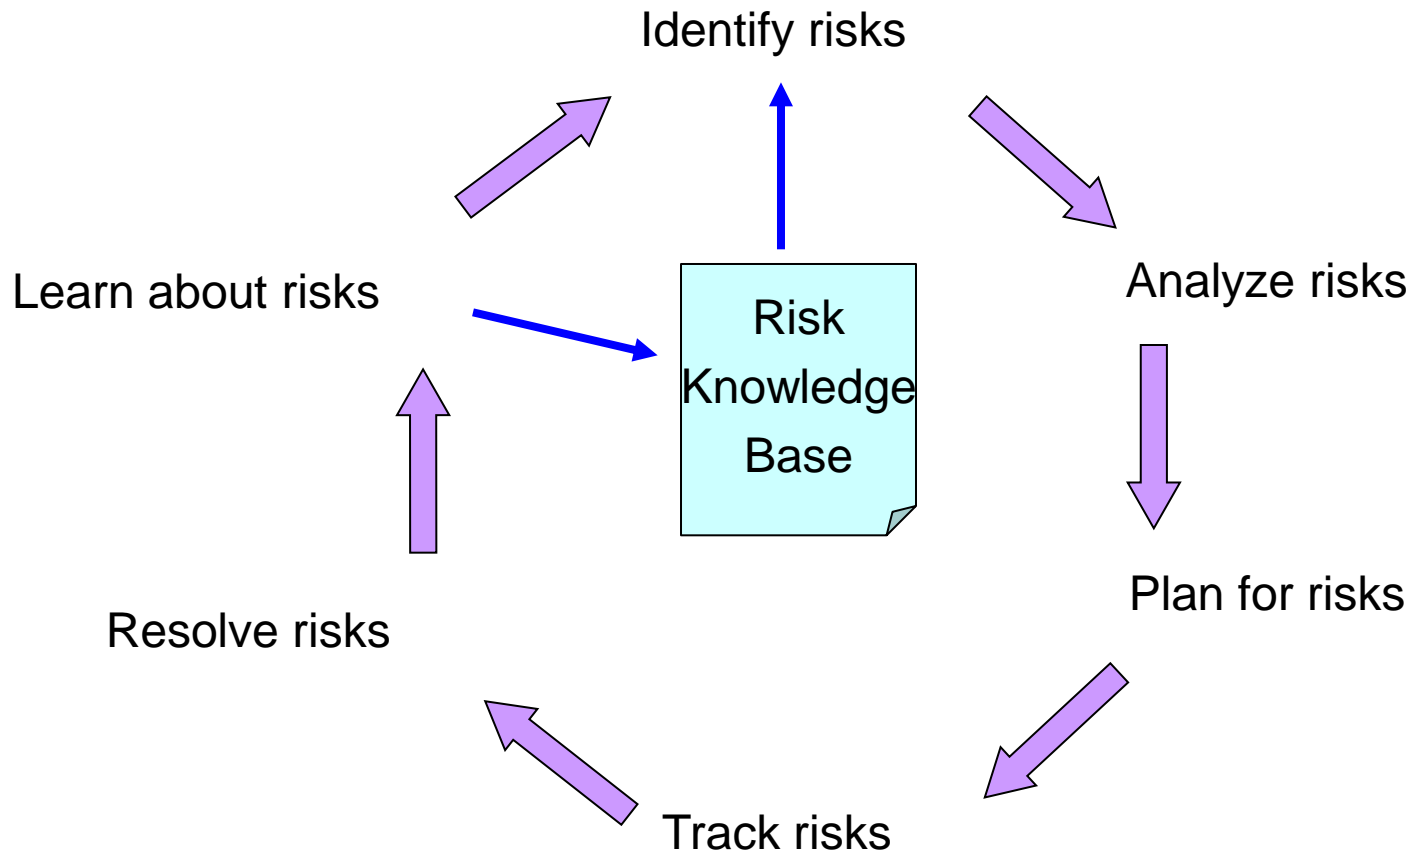 Identify risks
Analyze risks
Learn about risks
Risk
Knowledge
Base
Plan for risks
Resolve risks
Track risks